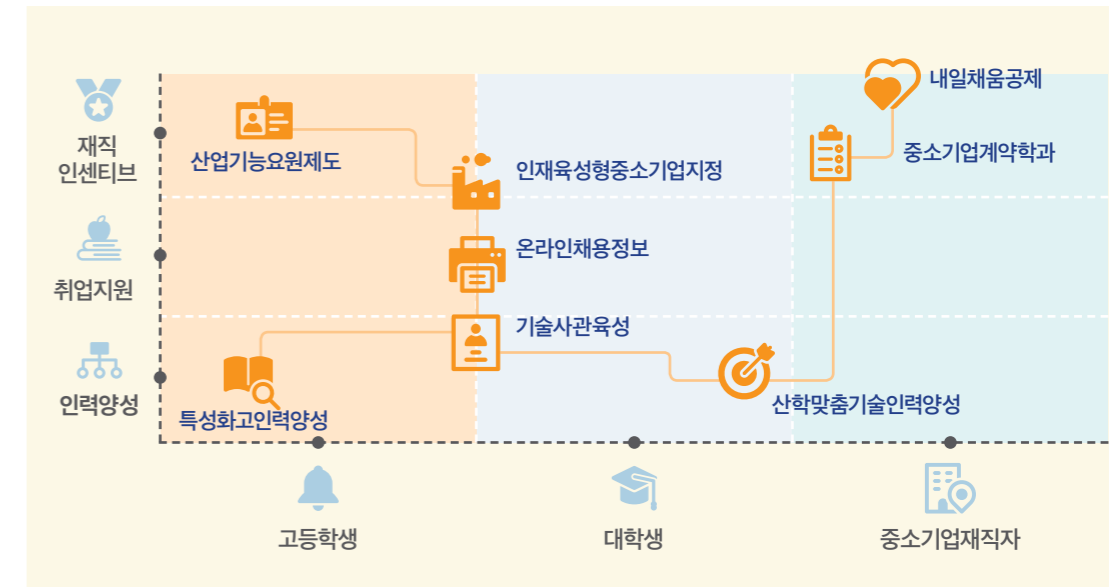 내일채움공제
재직
인센티브
산업기능요원제도
인재육성형중소기업지정
중소기업계약학과
취업지원
온라인채용정보
기술사관육성
인력양성
특성화고인력양성
산학맞춤기술인력양성
고등학생
대학생
중소기업재직자